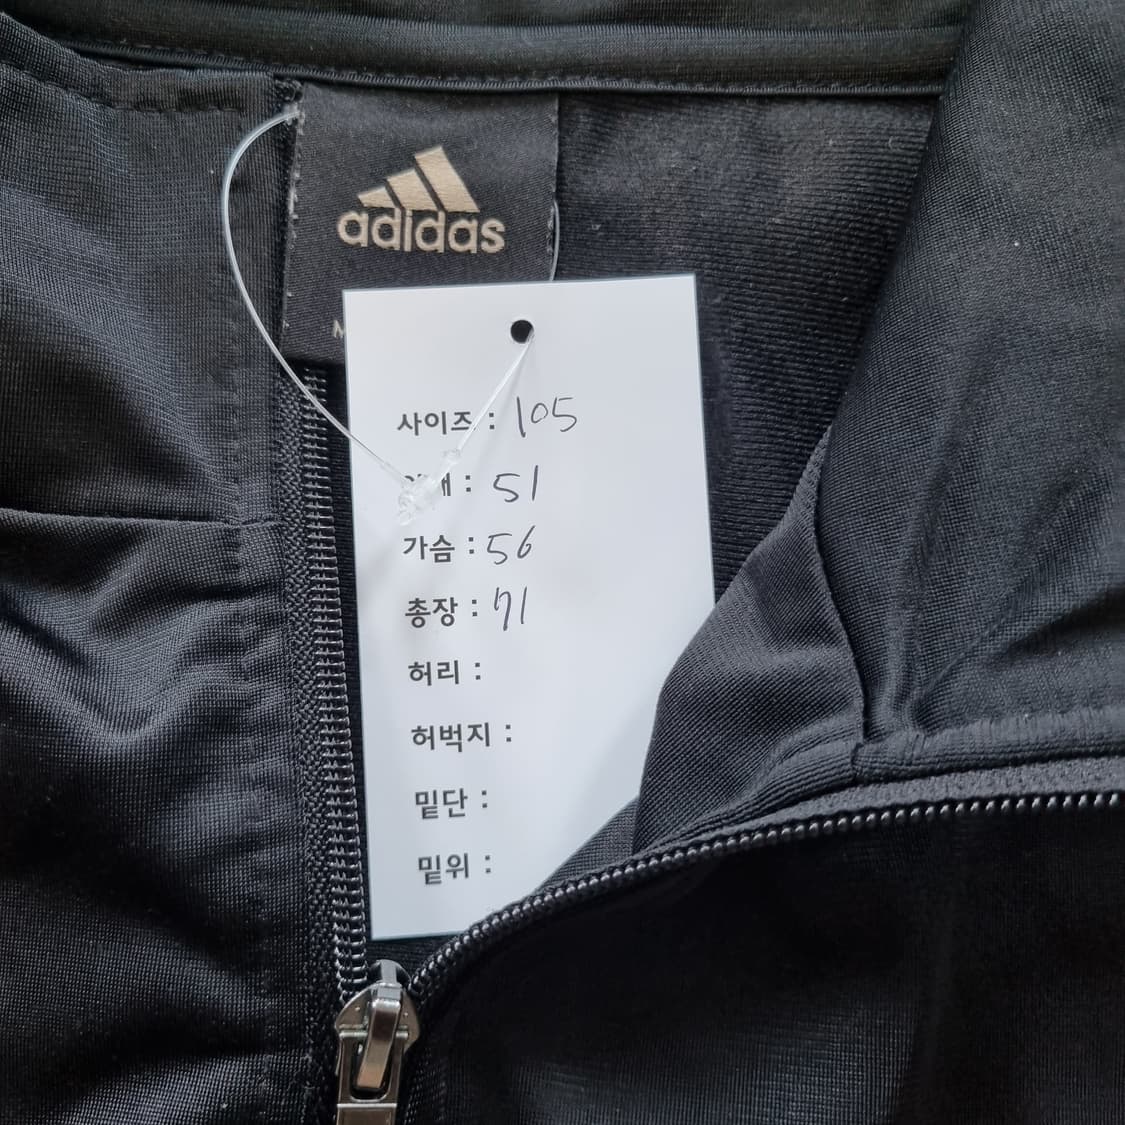 adidas
M
사이즈 : 105
: 51
가슴 : 56
총장 : 71
허리 :
허벅지 :
밑단 :
밑위 :